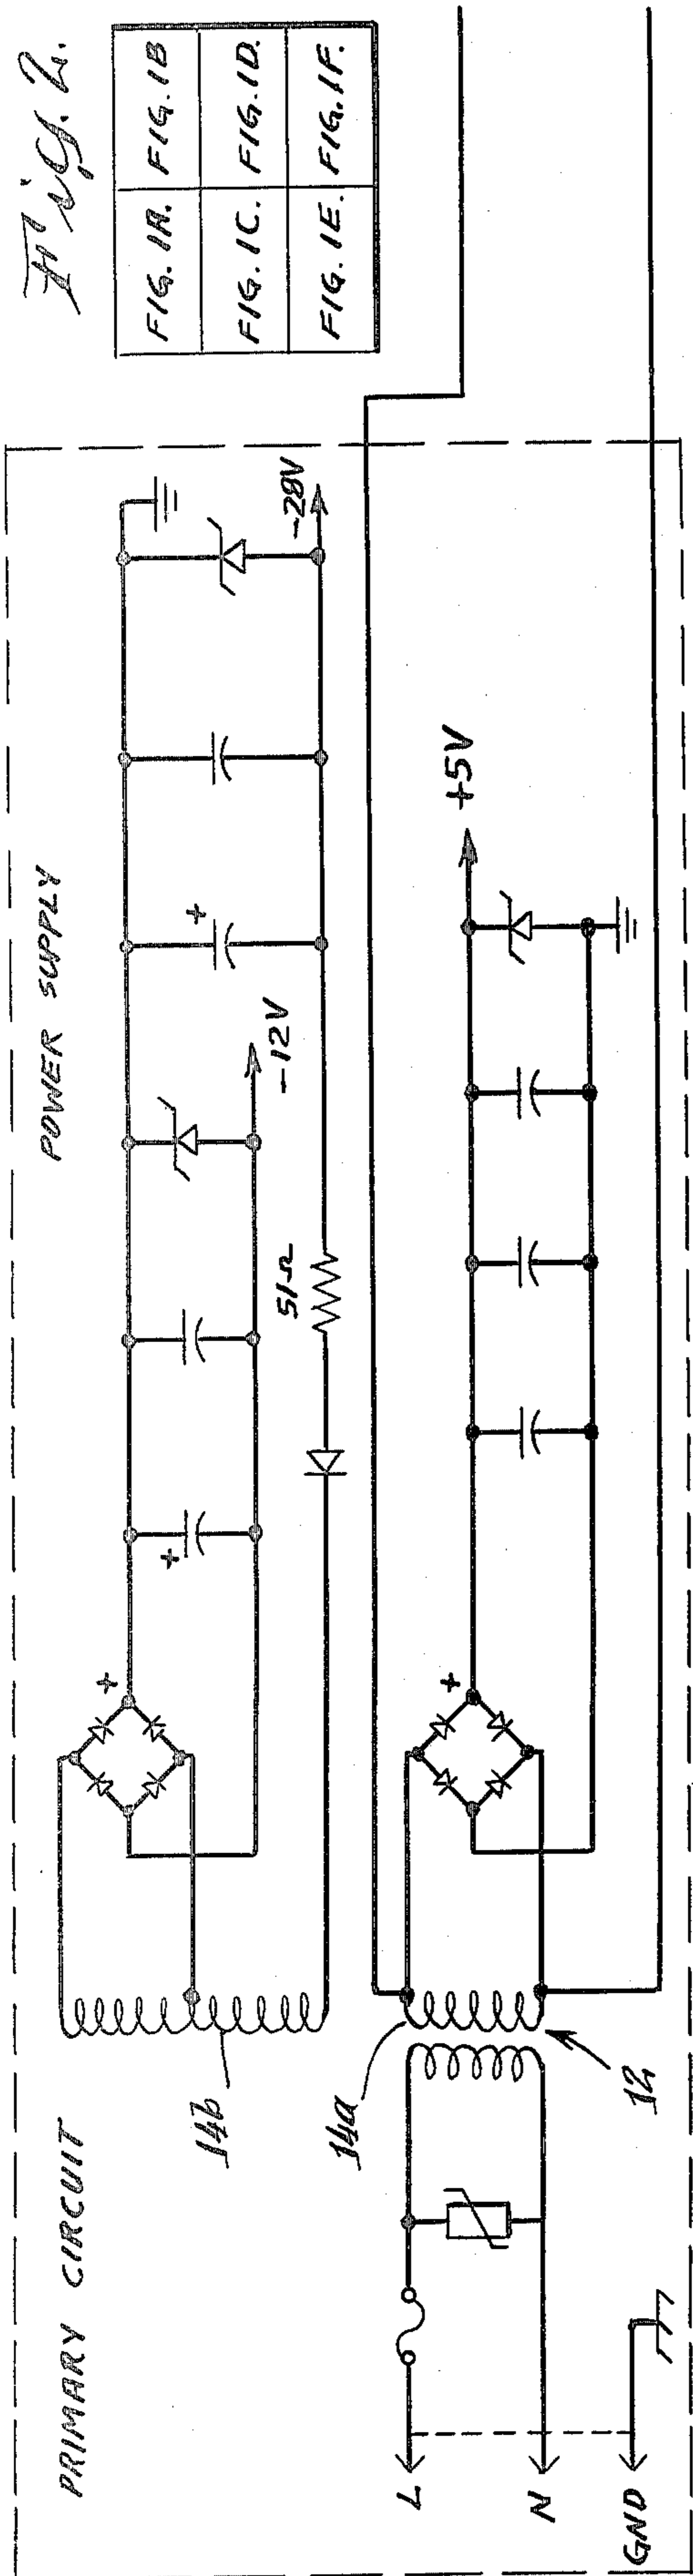 Fig. 2.
FIG. 1A. FIG. 1B
FIG. 1C. FIG. 1D.
FIG. 1E. FIG. 1F.
PRIMARY CIRCUIT
POWER SUPPLY
+
+
-12V
51Ω
+
-28V
14b
14a
12
+
+5V
L
N
GND